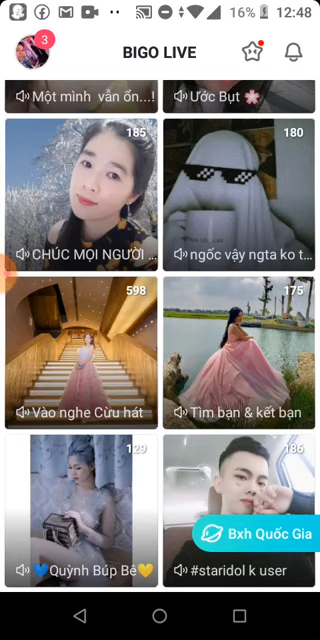 16% 12:48
3
BIGO LIVE
Một mình vẫn ổn...!
Ước Bụt 🌸
185
CHÚC MỌI NGƯỜI ...
180
ngốc vậy ngta ko t...
598
Vào nghe Cừu hát
175
Tìm bạn & kết bạn
129
💙Quỳnh Búp Bê💛
186
#staridol k user
Bxh Quốc Gia